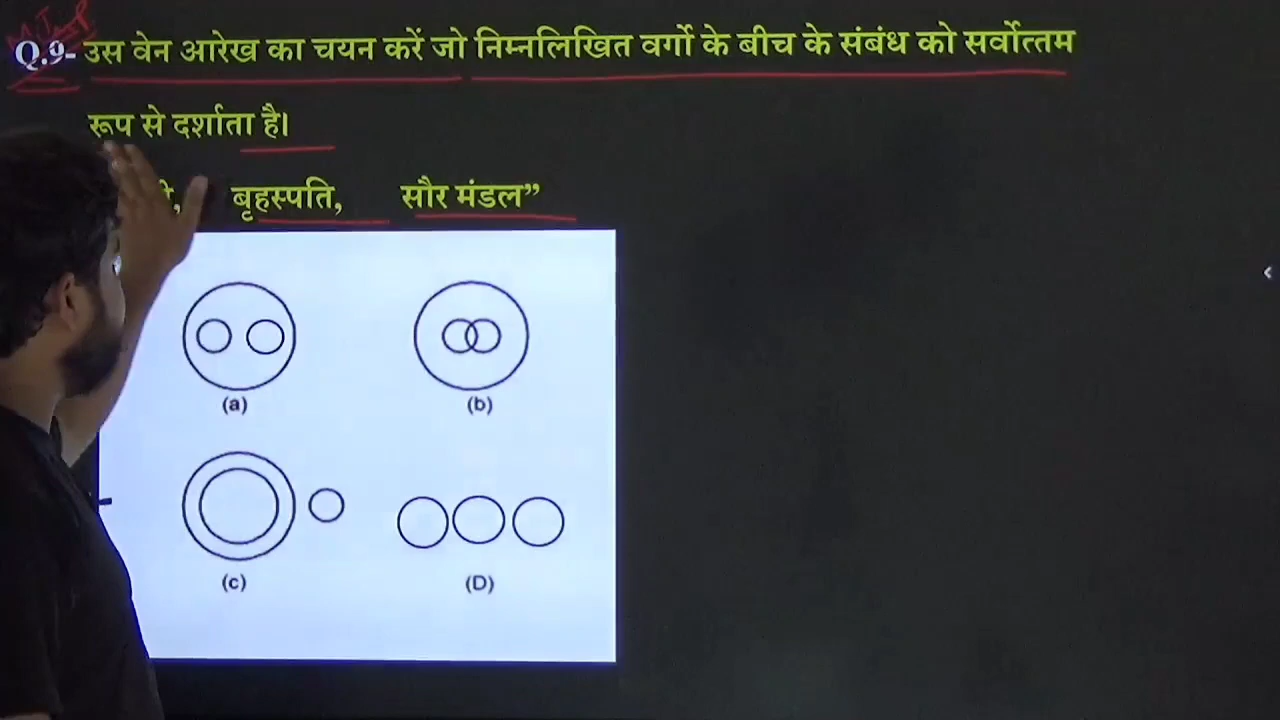 Q.9- उस वेन आरेख का चयन करें जो निम्नलिखित वर्गो के बीच के संबंध को सर्वोत्तम
रूप से दर्शाता है।
बृहस्पति, सौर मंडल”
(a) (b)
(c) (D)